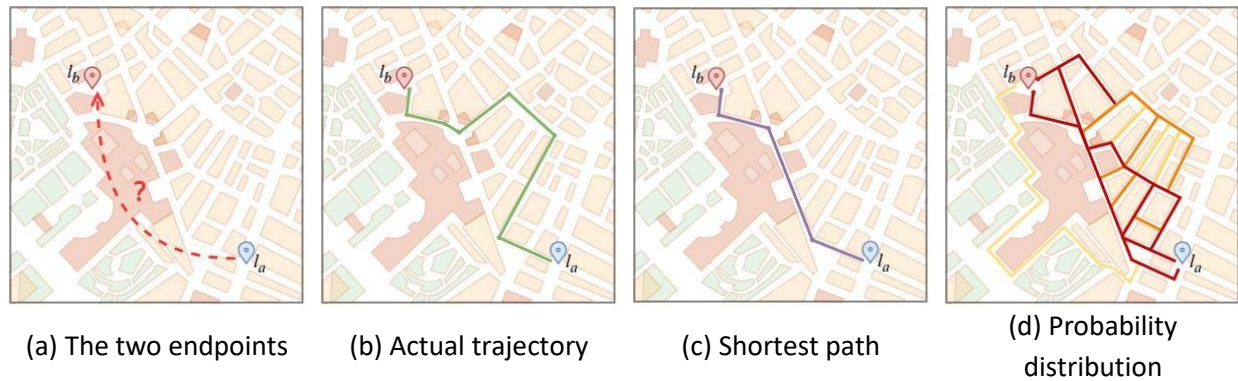 l_b
?
l_a
l_b
l_a
l_b
l_a
l_b
l_a
(a) The two endpoints
(b) Actual trajectory
(c) Shortest path
(d) Probability
distribution